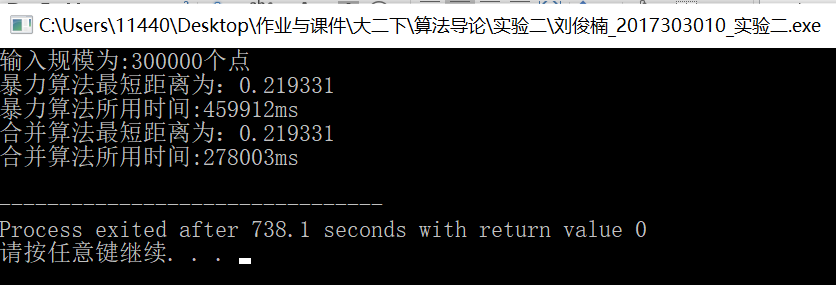 C:\Users\11440\Desktop\作业与课件\大二下\算法导论\实验二\刘俊楠_2017303010_实验二.exe
输入规模为:300000个点
暴力算法最短距离为: 0.219331
暴力算法所用时间:459912ms
合并算法最短距离为: 0.219331
合并算法所用时间:278003ms
--------------------------------
Process exited after 738.1 seconds with return value 0
请按任意键继续. . .